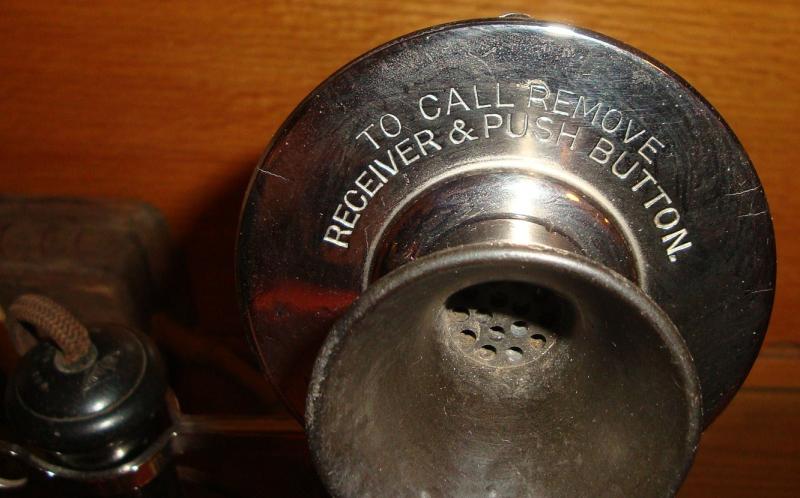 TO CALL REMOVE
RECEIVER & PUSH BUTTON.